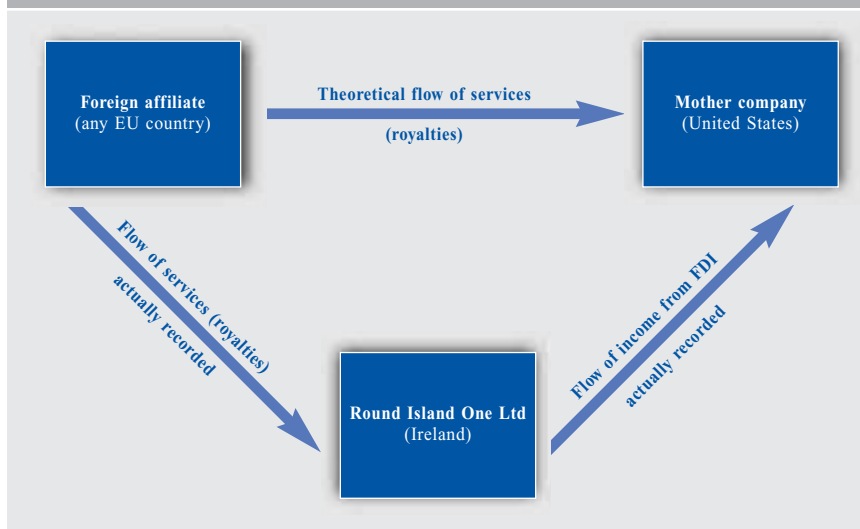 Foreign affiliate
(any EU country)
Theoretical flow of services
(royalties)
Mother company
(United States)
Flow of services (royalties)
actually recorded
Flow of income from FDI
actually recorded
Round Island One Ltd
(Ireland)